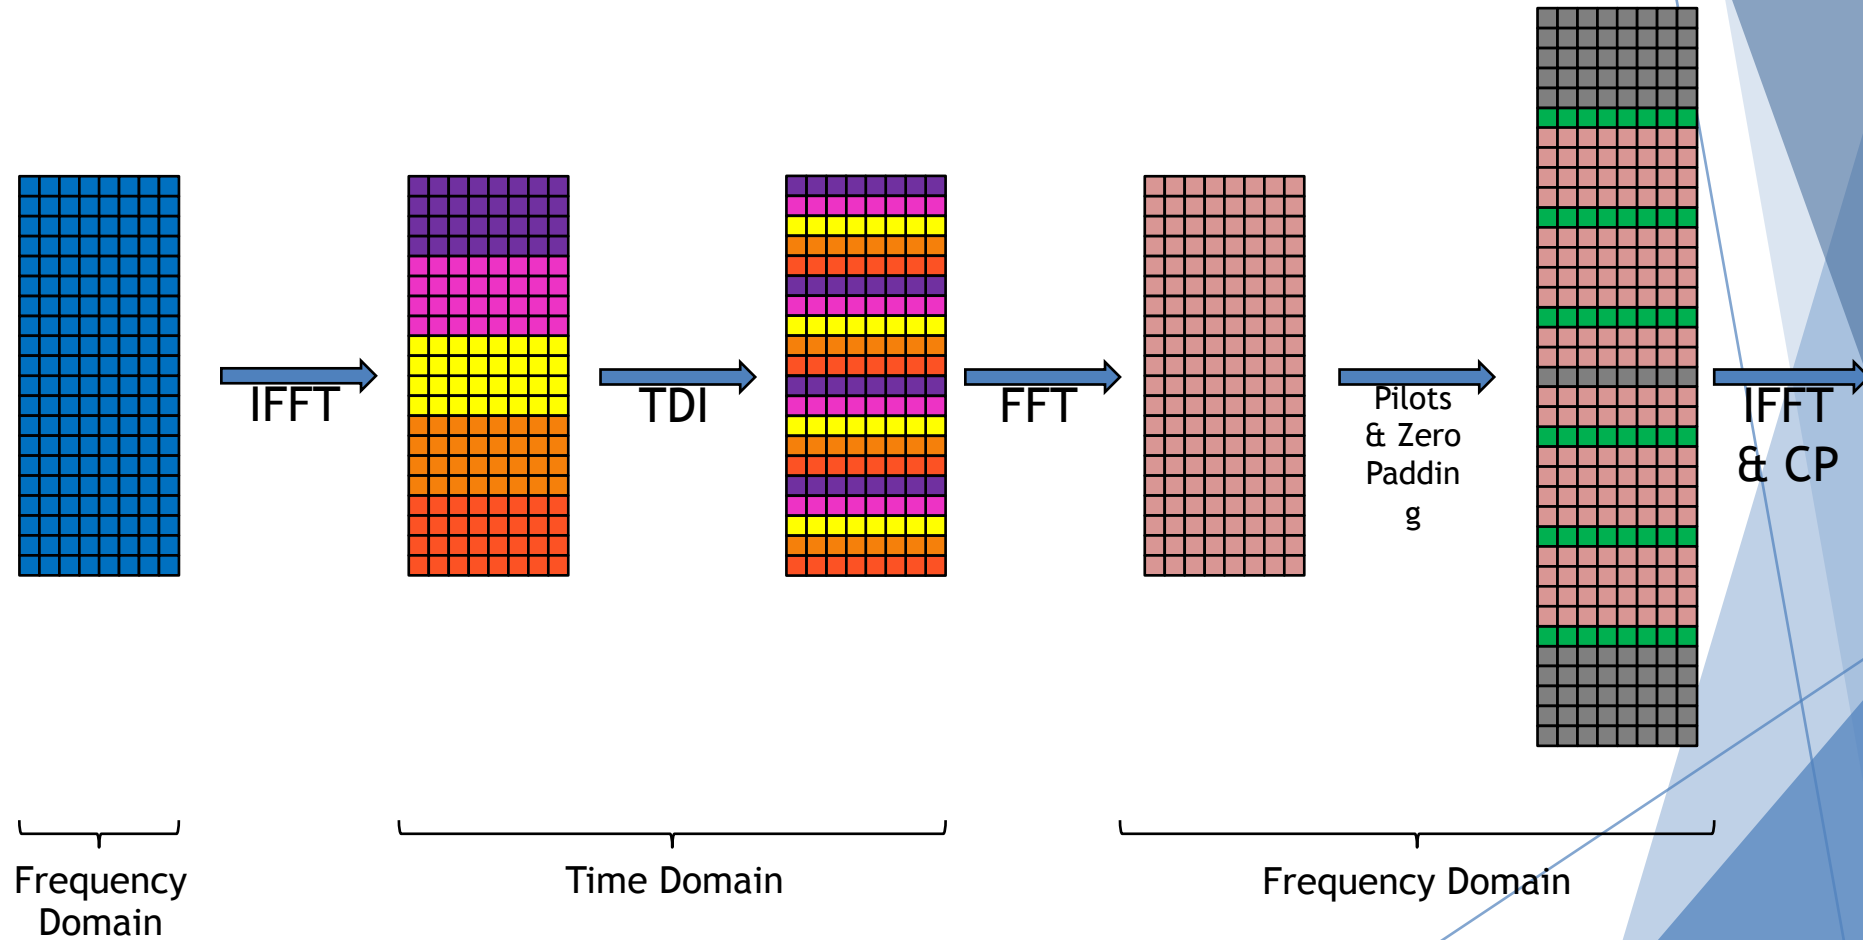 IFFT
TDI
FFT
Pilots
& Zero
Paddin
g
IFFT
& CP
Frequency
Domain
Time Domain
Frequency Domain